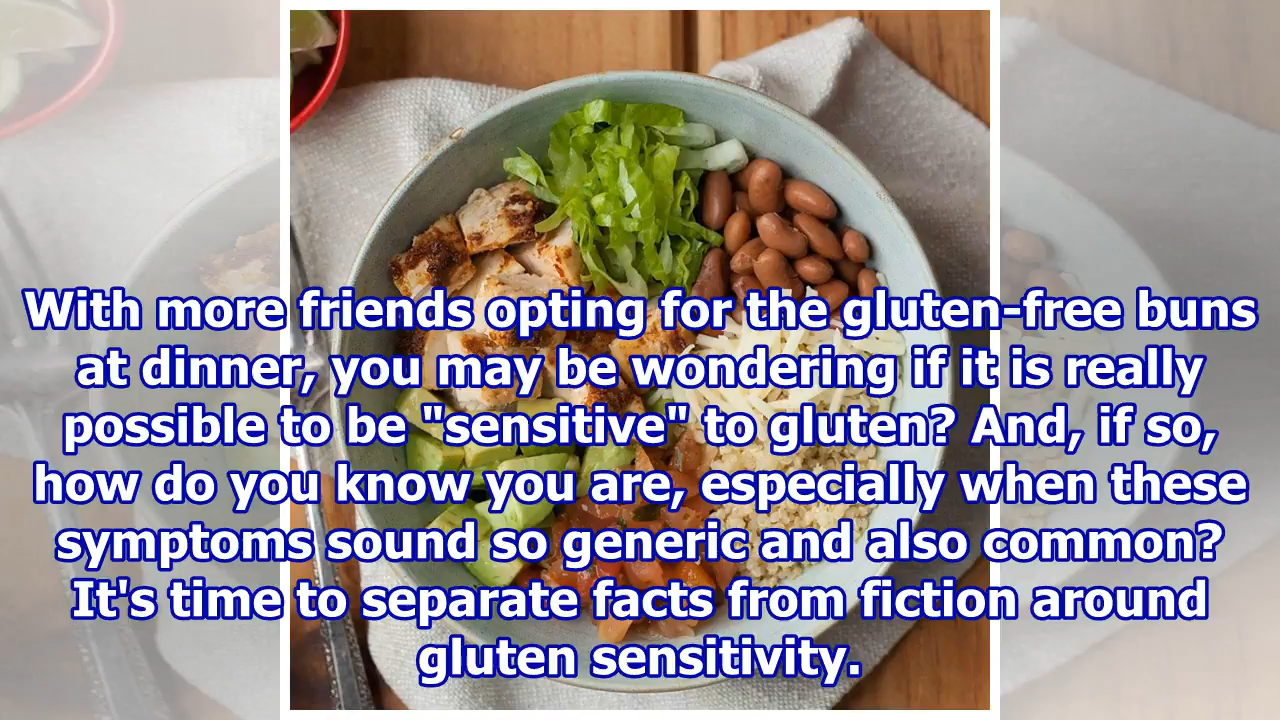 With more friends opting for the gluten-free buns
at dinner, you may be wondering if it is really
possible to be "sensitive" to gluten? And, if so,
how do you know you are, especially when these
symptoms sound so generic and also common?
It's time to separate facts from fiction around
gluten sensitivity.